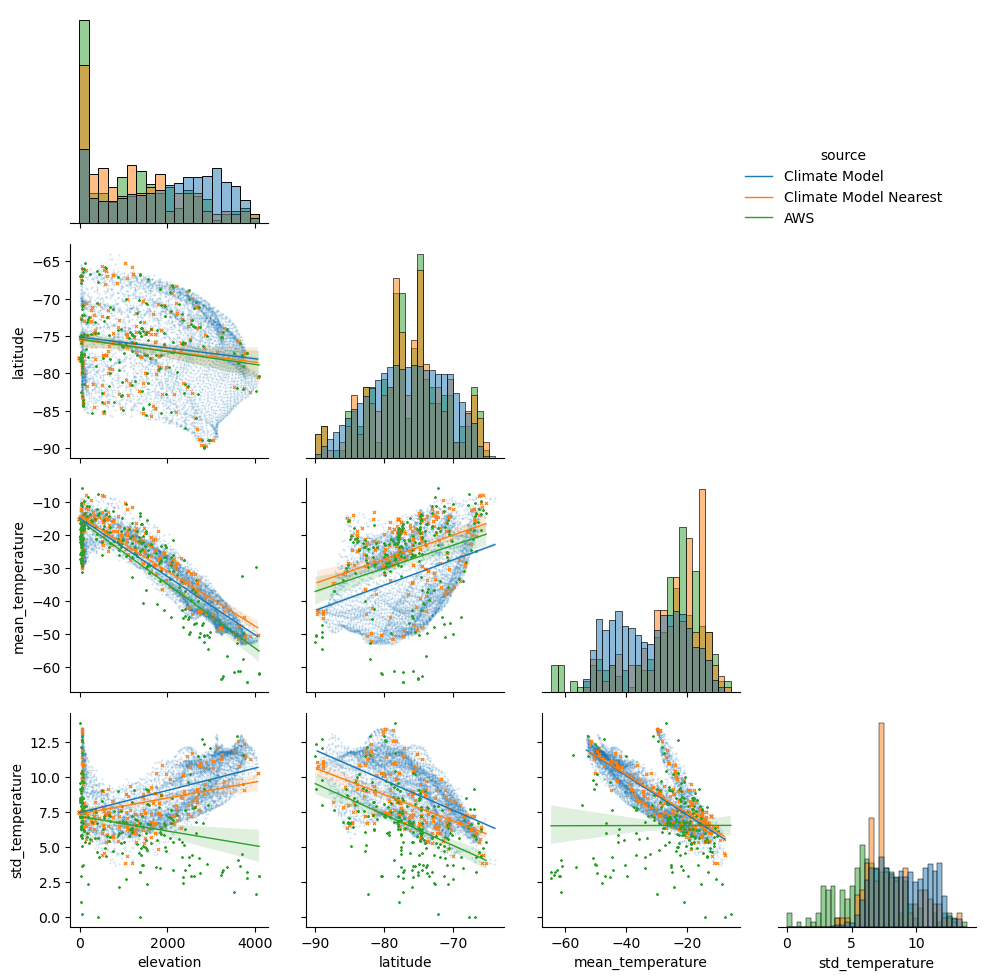 source
Climate Model
Climate Model Nearest
AWS
latitude
−65
−70
−75
−80
−85
−90
mean_temperature
−10
−20
−30
−40
−50
−60
std_temperature
12.5
10.0
7.5
5.0
2.5
0.0
0 2000 4000
elevation
−90 −80 −70
latitude
−60 −40 −20
mean_temperature
0 5 10
std_temperature